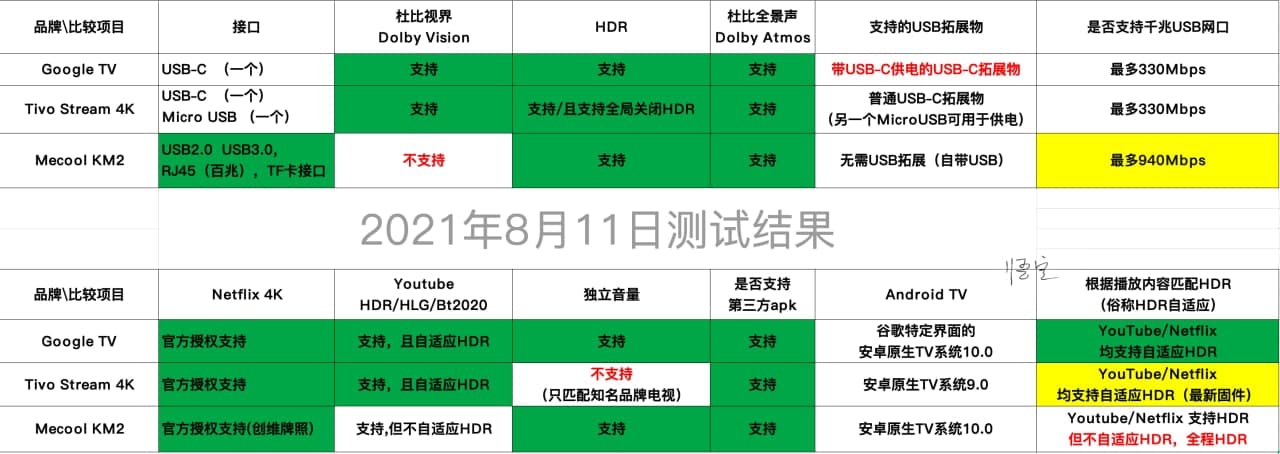 品牌\比较项目 接口 杜比视界 Dolby Vision HDR 杜比全景声 Dolby Atmos 支持的USB拓展物 是否支持千兆USB网口
Google TV USB-C （一个） 支持 支持 支持 带USB-C供电的USB-C拓展物 最多330Mbps
Tivo Stream 4K USB-C （一个） Micro USB （一个） 支持 支持/且支持全局关闭HDR 支持 普通USB-C拓展物 （另一个MicroUSB可用于供电） 最多330Mbps
Mecool KM2 USB2.0 USB3.0, RJ45（百兆），TF卡接口 不支持 支持 支持 无需USB拓展（自带USB） 最多940Mbps
2021年8月11日测试结果
悟空
品牌\比较项目 Netflix 4K Youtube HDR/HLG/Bt2020 独立音量 是否支持 第三方apk Android TV 根据播放内容匹配HDR （俗称HDR自适应）
Google TV 官方授权支持 支持，且自适应HDR 支持 支持 谷歌特定界面的 安卓原生TV系统10.0 YouTube/Netflix 均支持自适应HDR
Tivo Stream 4K 官方授权支持 支持，且自适应HDR 不支持 （只匹配知名品牌电视） 支持 安卓原生TV系统9.0 YouTube/Netflix 均支持自适应HDR（最新固件）
Mecool KM2 官方授权支持(创维牌照) 支持,但不自适应HDR 支持 支持 安卓原生TV系统10.0 Youtube/Netflix 支持HDR 但不自适应HDR，全程HDR